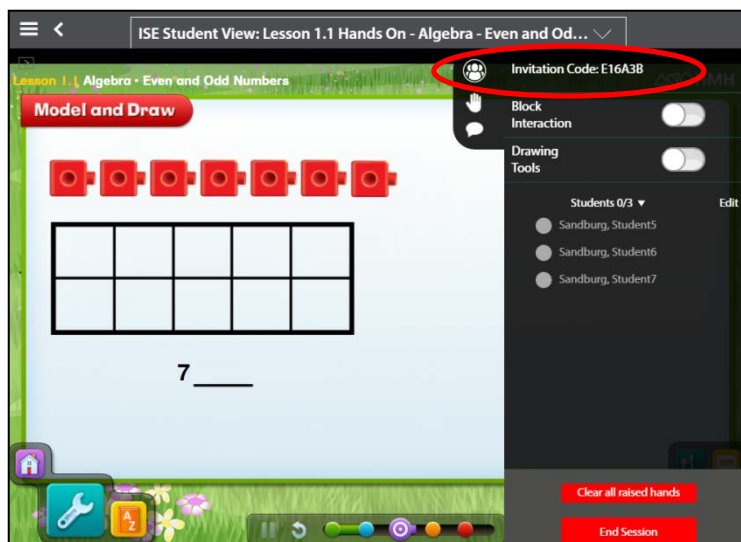 ISE Student View: Lesson 1.1 Hands On - Algebra - Even and Od...
Lesson 1.1 Algebra • Even and Odd Numbers
HMH
Model and Draw
7____
Invitation Code: E16A3B
Block
Interaction
Drawing
Tools
Students 0/3 ▼ Edit
Sandburg, Student5
Sandburg, Student6
Sandburg, Student7
A
Z
Clear all raised hands
End Session